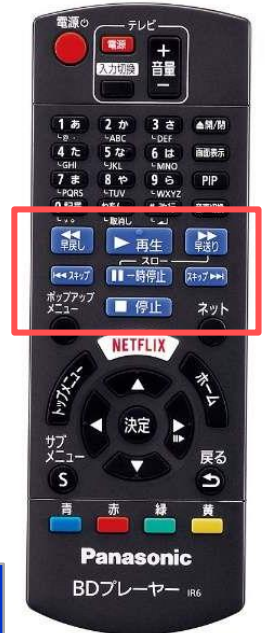 電源 テレビ
電源 + 音量 −
入力切換
1 あ 2 か 3 さ ▲開/閉
ABC DEF
4 た 5 な 6 は 画面表示
GHI JKL MNO
7 ま 8 や 9 ら PIP
PQRS TUV WXYZ
早戻し 再生 早送り
スロー
スキップ 一時停止 スキップ
ポップアップ
メニュー 停止 ネット
NETFLIX
トップメニュー ホーム
決定
サブ
メニュー 戻る
S
青 赤 緑 黄
Panasonic
BDプレーヤー IR6